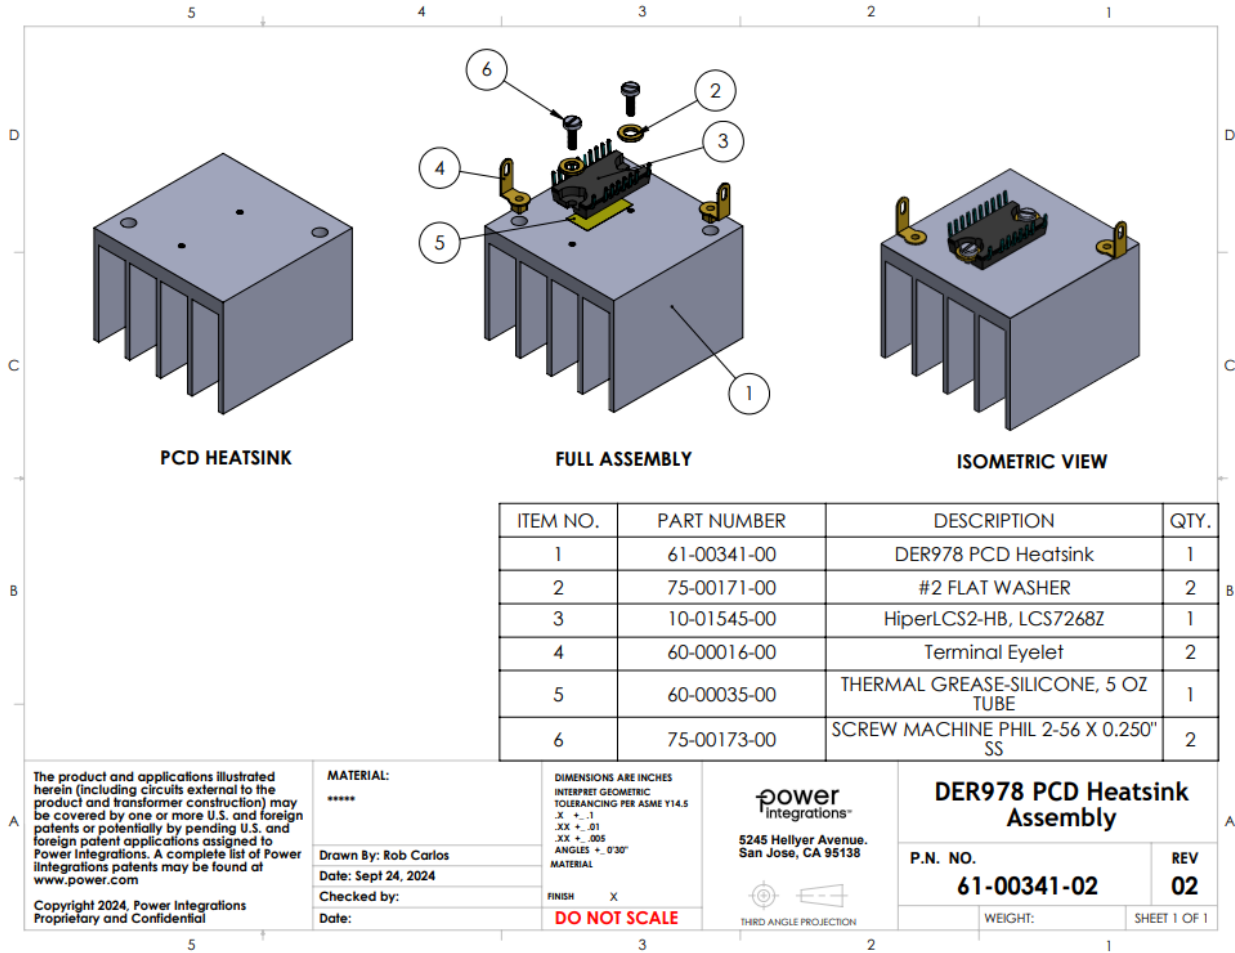 5 4 3 2 1
D D
C C
B B
A A
6
2
3
4
5
1
PCD HEATSINK
FULL ASSEMBLY
ISOMETRIC VIEW
ITEM NO. PART NUMBER DESCRIPTION QTY.
1 61-00341-00 DER978 PCD Heatsink 1
2 75-00171-00 #2 FLAT WASHER 2
3 10-01545-00 HiperLCS2-HB, LCS7268Z 1
4 60-00016-00 Terminal Eyelet 2
5 60-00035-00 THERMAL GREASE-SILICONE, 5 OZ 1
TUBE
6 75-00173-00 SCREW MACHINE PHIL 2-56 X 0.250" 2
SS
The product and applications illustrated
herein (including circuits external to the
product and transformer construction) may
be covered by one or more U.S. and foreign
patents or potentially by pending U.S. and
foreign patent applications assigned to
Power Integrations. A complete list of Power
iIntegrations patents may be found at
www.power.com
Copyright 2024, Power Integrations
Proprietary and Confidential
MATERIAL:
*****
Drawn By: Rob Carlos
Date: Sept 24, 2024
Checked by:
Date:
DIMENSIONS ARE INCHES
INTERPRET GEOMETRIC
TOLERANCING PER ASME Y14.5
.X +_ .1
.XX +_ .01
.XX +_ .005
ANGLES +_ 0'30"
MATERIAL
FINISH X
DO NOT SCALE
power
integrations™
5245 Hellyer Avenue.
San Jose, CA 95138
THIRD ANGLE PROJECTION
DER978 PCD Heatsink
Assembly
P.N. NO. REV
61-00341-02 02
WEIGHT: SHEET 1 OF 1
5 3 2 1